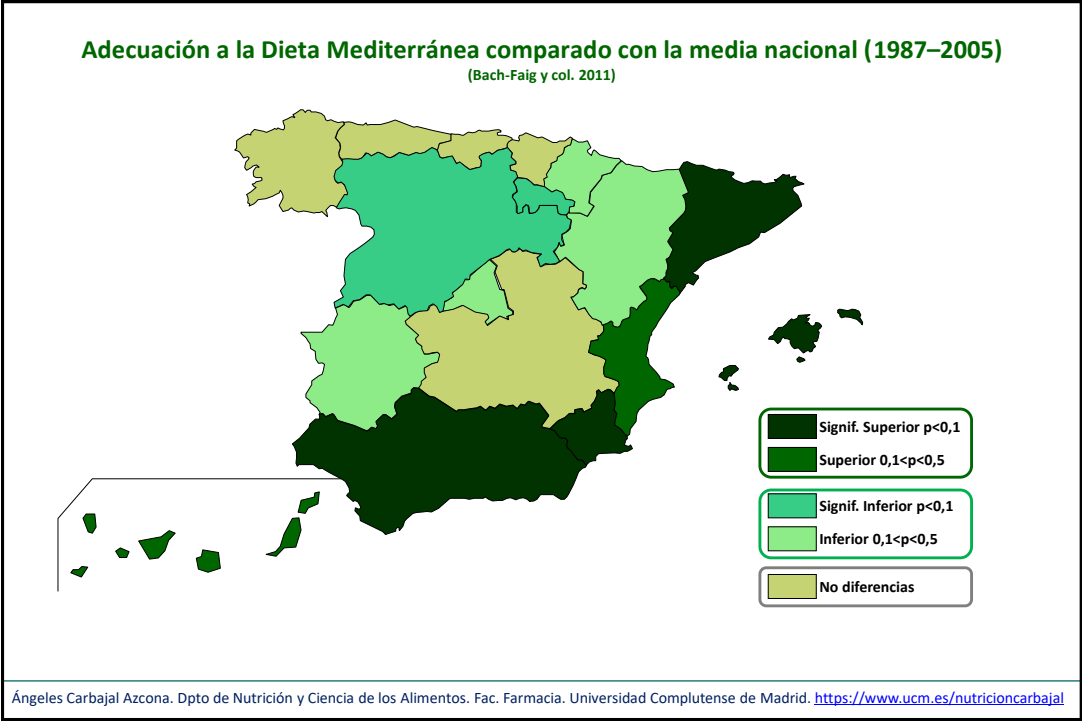 Adecuación a la Dieta Mediterránea comparado con la media nacional (1987–2005)
(Bach-Faig y col. 2011)
Signif. Superior p<0,1
Superior 0,1<p<0,5
Signif. Inferior p<0,1
Inferior 0,1<p<0,5
No diferencias
Ángeles Carbajal Azcona. Dpto de Nutrición y Ciencia de los Alimentos. Fac. Farmacia. Universidad Complutense de Madrid. https://www.ucm.es/nutricioncarbajal